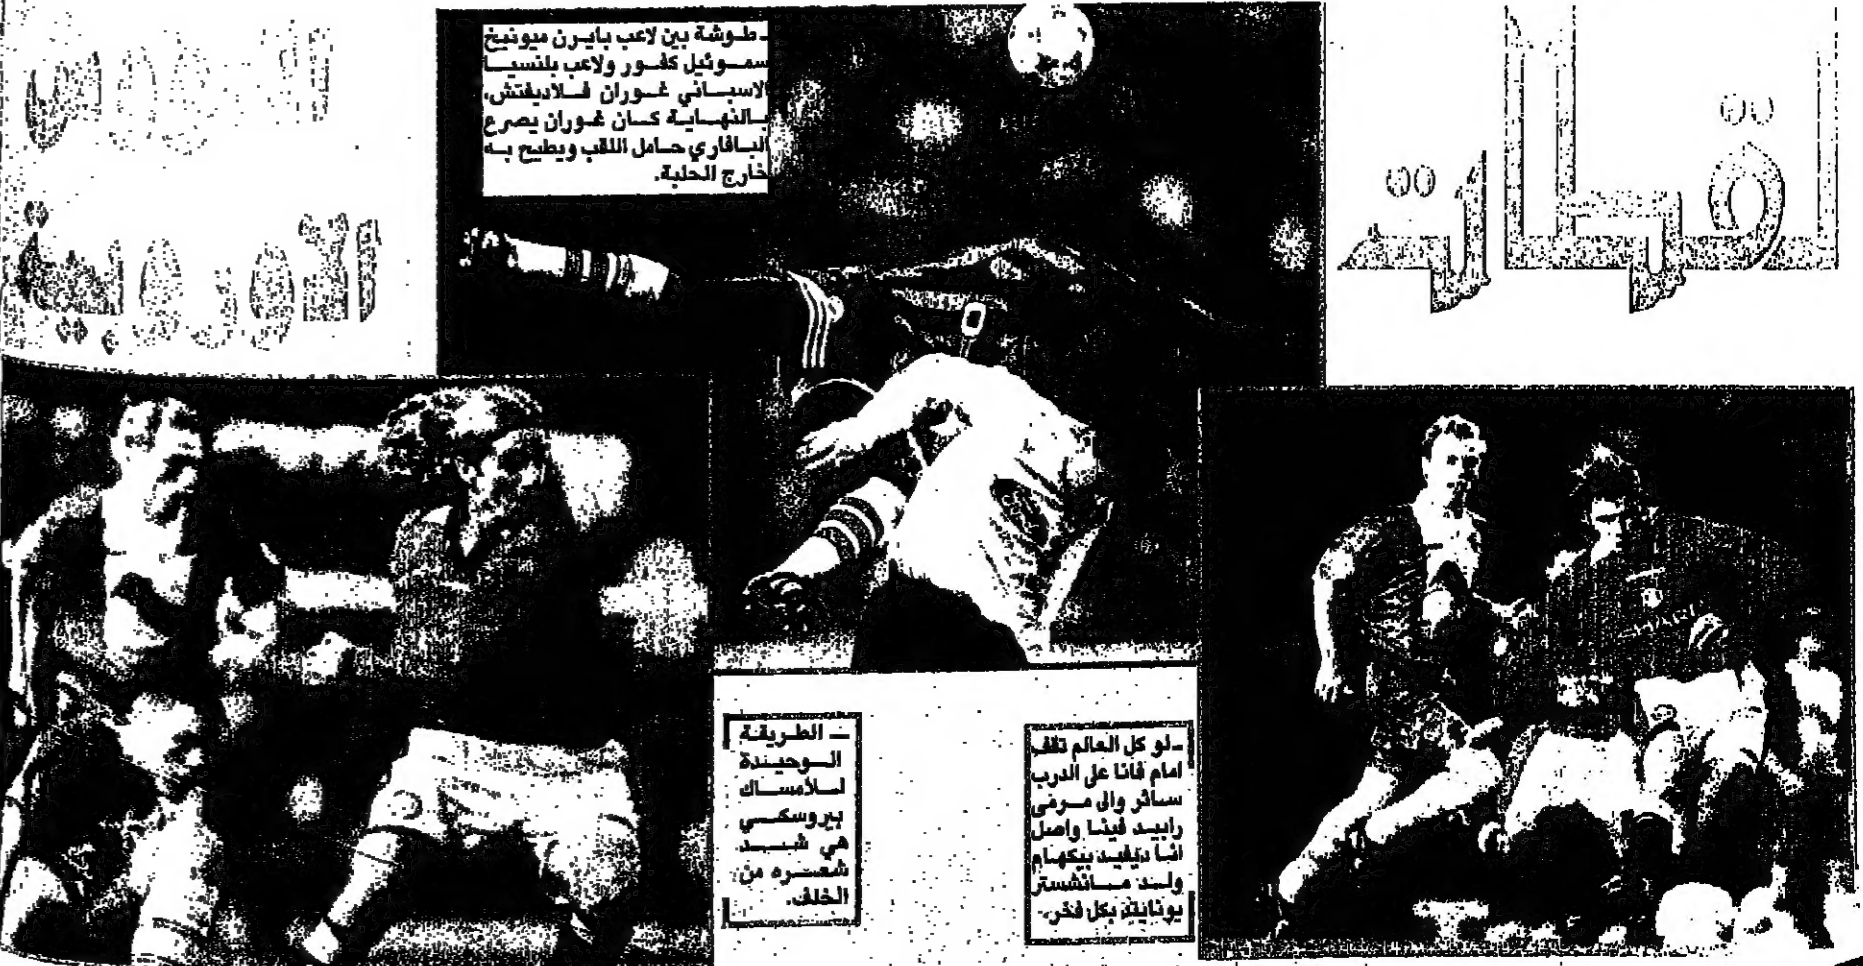 لقطات
الكؤوس
الأوروبية
ـ طوشة بين لاعب بايرن ميونيخ
سموئيل كفور ولاعب بلنسيا
الاسباني غوران فلاديفتش،
بالنهاية كان غوران يصرع
البافاري حامل اللقب ويطيح به
خارج الحلبة.
ـ لو كل العالم تقف
امام فانا على الدرب
سائر والى مرمى
رابيد فينا واصل
انا ديفيد بيكهام
ولد مانشستر
يونايتد بكل فخر.
ـ الطريقة
الوحيدة
لامساك
بيروسكي
هي شد
شعره من
الخلف.